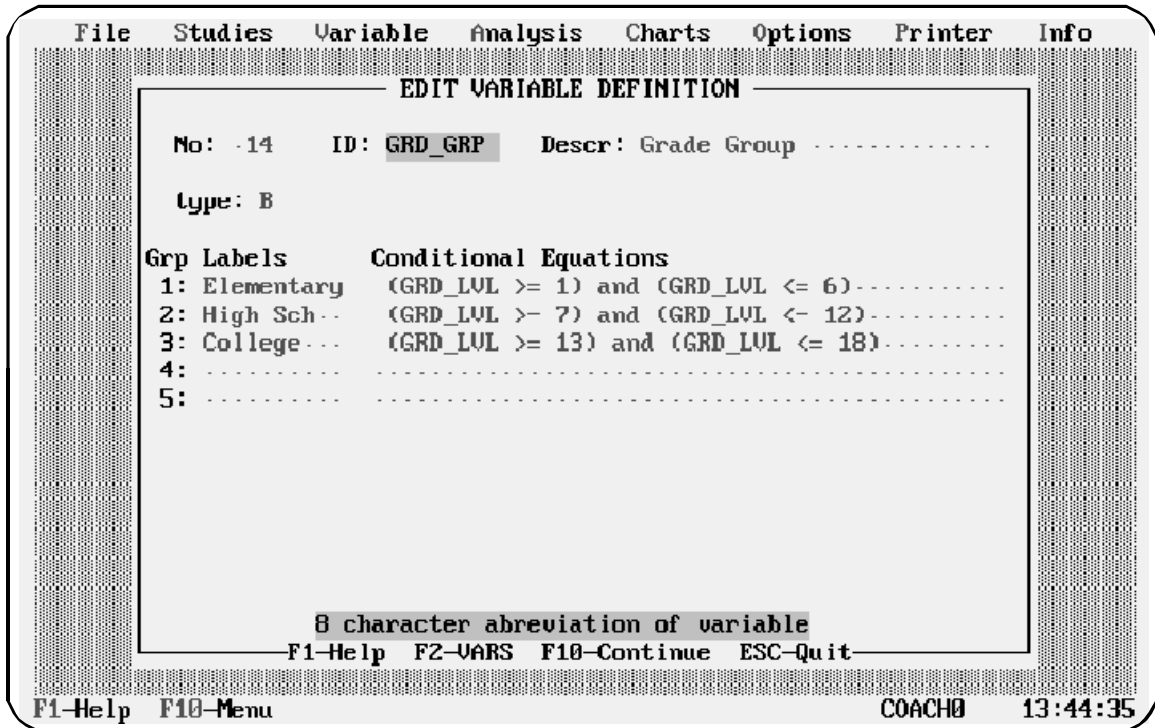 File Studies Variable Analysis Charts Options Printer Info
EDIT VARIABLE DEFINITION
No: 14 ID: GRD_GRP Descr: Grade Group
type: B
Grp Labels Conditional Equations
1: Elementary (GRD_LVL >= 1) and (GRD_LVL <= 6)
2: High Sch (GRD_LVL >= 7) and (GRD_LVL <= 12)
3: College (GRD_LVL >= 13) and (GRD_LVL <= 18)
4:
5:
8 character abreviation of variable
F1-Help F2-VARS F10-Continue ESC-Quit
F1-Help F10-Menu COACH0 13:44:35